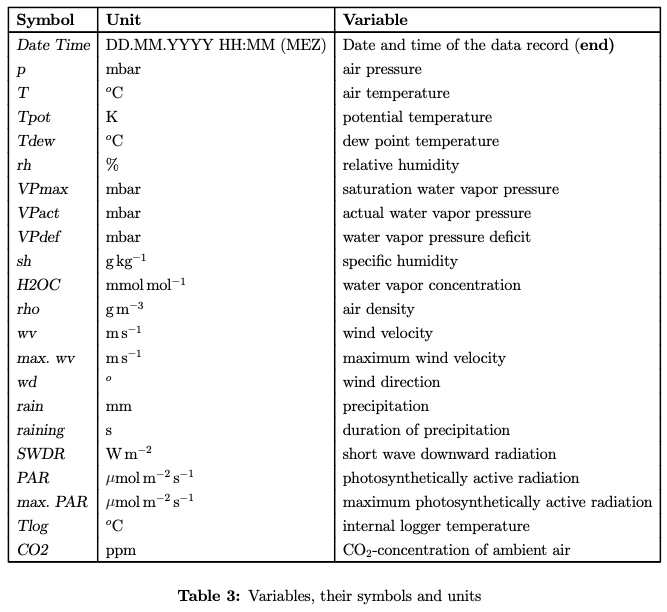 Symbol Unit Variable
Date Time DD.MM.YYYY HH:MM (MEZ) Date and time of the data record (end)
p mbar air pressure
T °C air temperature
Tpot K potential temperature
Tdew °C dew point temperature
rh % relative humidity
VPmax mbar saturation water vapor pressure
VPact mbar actual water vapor pressure
VPdef mbar water vapor pressure deficit
sh g kg⁻¹ specific humidity
H2OC mmol mol⁻¹ water vapor concentration
rho g m⁻³ air density
wv m s⁻¹ wind velocity
max. wv m s⁻¹ maximum wind velocity
wd ° wind direction
rain mm precipitation
raining s duration of precipitation
SWDR W m⁻² short wave downward radiation
PAR μmol m⁻² s⁻¹ photosynthetically active radiation
max. PAR μmol m⁻² s⁻¹ maximum photosynthetically active radiation
Tlog °C internal logger temperature
CO2 ppm CO₂-concentration of ambient air
Table 3: Variables, their symbols and units